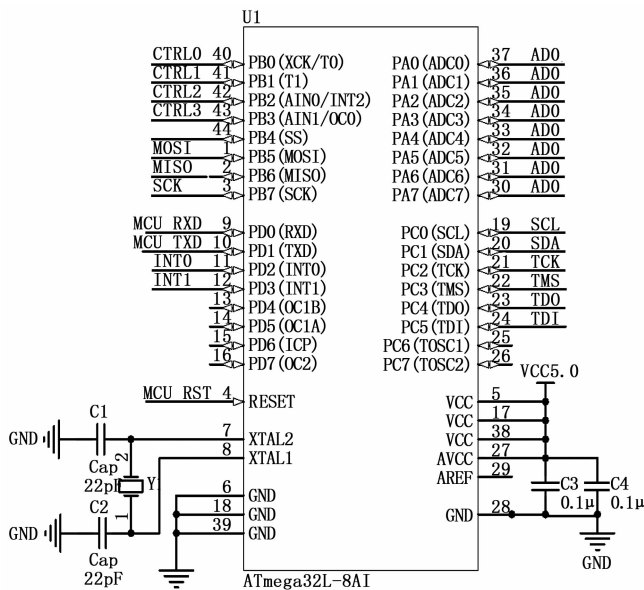 U1
CTRL0 40 PB0(XCK/T0) PA0(ADC0) 37 AD0
CTRL1 41 PB1(T1) PA1(ADC1) 36 AD0
CTRL2 42 PB2(AIN0/INT2) PA2(ADC2) 35 AD0
CTRL3 43 PB3(AIN1/OC0) PA3(ADC3) 34 AD0
44 PB4(SS) PA4(ADC4) 33 AD0
MOSI 1 PB5(MOSI) PA5(ADC5) 32 AD0
MISO 2 PB6(MISO) PA6(ADC6) 31 AD0
SCK 3 PB7(SCK) PA7(ADC7) 30 AD0
MCU RXD 9 PD0(RXD) PC0(SCL) 19 SCL
MCU TXD 10 PD1(TXD) PC1(SDA) 20 SDA
INT0 11 PD2(INT0) PC2(TCK) 21 TCK
INT1 12 PD3(INT1) PC3(TMS) 22 TMS
13 PD4(OC1B) PC4(TDO) 23 TDO
14 PD5(OC1A) PC5(TDI) 24 TDI
15 PD6(ICP) PC6(TOSC1) 25
16 PD7(OC2) PC7(TOSC2) 26
VCC5.0
MCU RST 4 RESET VCC 5
C1 VCC 17
GND 7 XTAL2 VCC 38
Cap 2 8 XTAL1 AVCC 27
22pF Y1 AREF 29 C3 C4
6 GND 0.1μ 0.1μ
C2 1 18 GND GND 28
GND 39 GND
Cap
22pF
GND
ATmega32L-8AI